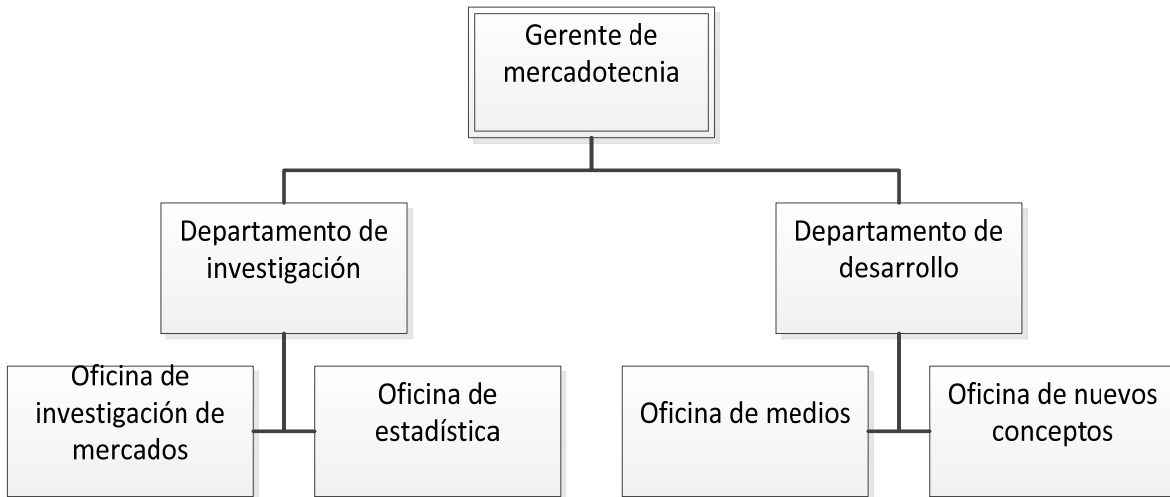 Gerente de
mercadotecnia
Departamento de
investigación
Departamento de
desarrollo
Oficina de
investigación de
mercados
Oficina de
estadística
Oficina de medios
Oficina de nuevos
conceptos